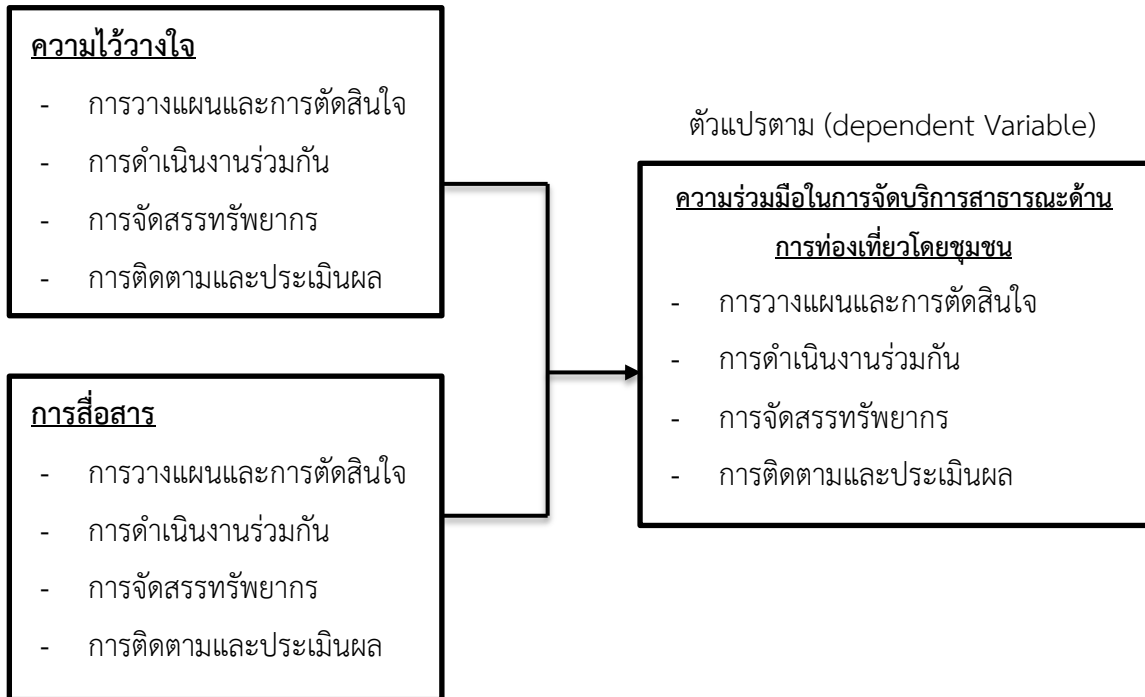 ความไว้วางใจ
- การวางแผนและการตัดสินใจ
- การดำเนินงานร่วมกัน
- การจัดสรรทรัพยากร
- การติดตามและประเมินผล
การสื่อสาร
- การวางแผนและการตัดสินใจ
- การดำเนินงานร่วมกัน
- การจัดสรรทรัพยากร
- การติดตามและประเมินผล
ตัวแปรตาม (dependent Variable)
ความร่วมมือในการจัดบริการสาธารณะด้าน
การท่องเที่ยวโดยชุมชน
- การวางแผนและการตัดสินใจ
- การดำเนินงานร่วมกัน
- การจัดสรรทรัพยากร
- การติดตามและประเมินผล